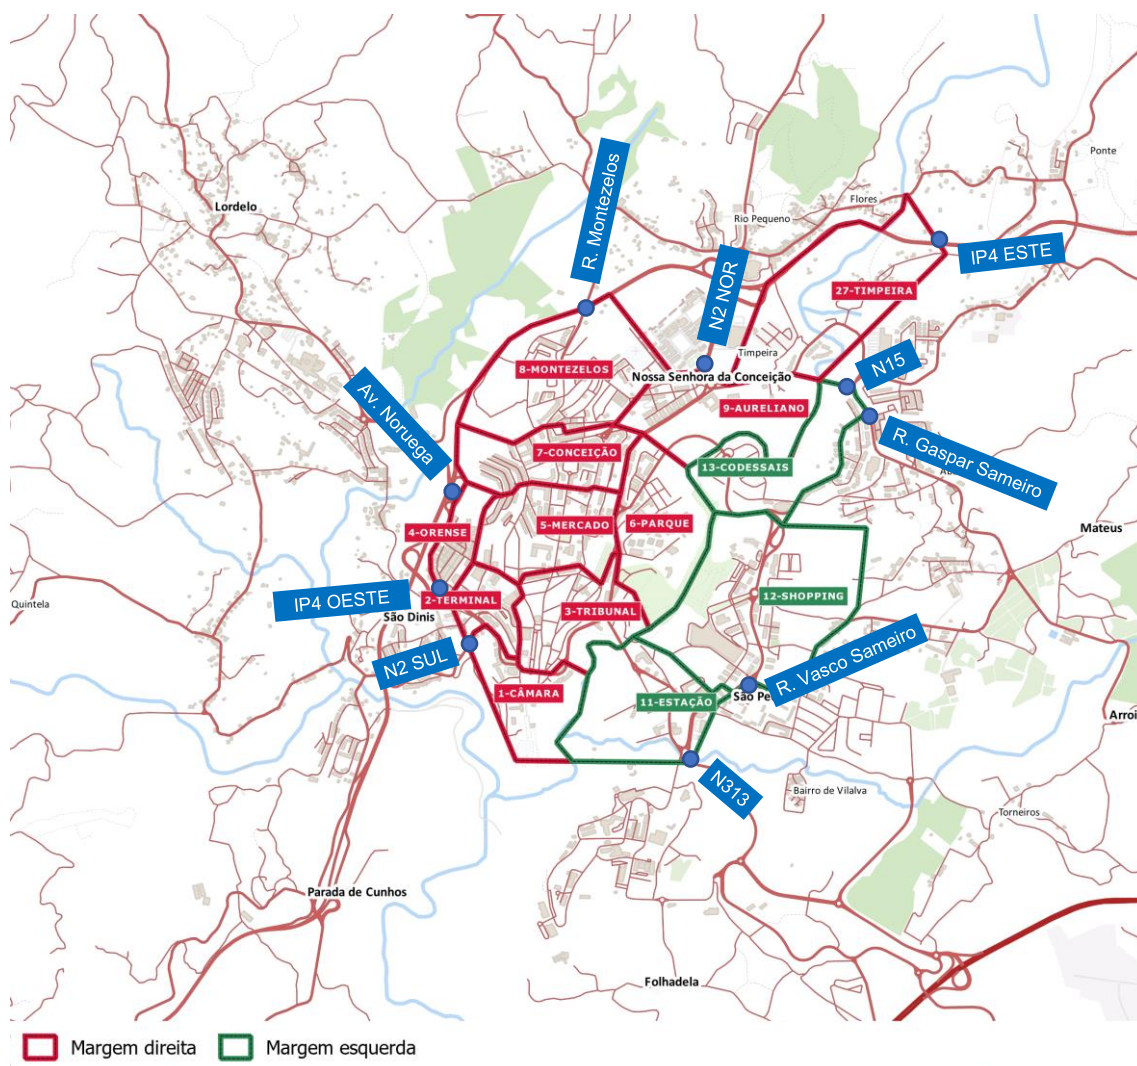 Ponte
Flores
Lordelo
Rio Pequeno
R. Montezelos
IP4 ESTE
N2 NOR
27-TIMPEIRA
Timpeira
8-MONTEZELOS
Nossa Senhora da Conceição
N15
9-AURELIANO
Av. Noruega
7-CONCEIÇÃO
13-CODESSAIS
R. Gaspar Sameiro
4-ORENSE
5-MERCADO
6-PARQUE
Mateus
IP4 OESTE
2-TERMINAL
12-SHOPPING
Quintela
São Dinis
3-TRIBUNAL
N2 SUL
R. Vasco Sameiro
1-CÂMARA
11-ESTAÇÃO
São Pe
Arroi
N313
Bairro de Vilalva
Torneiros
Parada de Cunhos
Folhadela
Margem direita
Margem esquerda